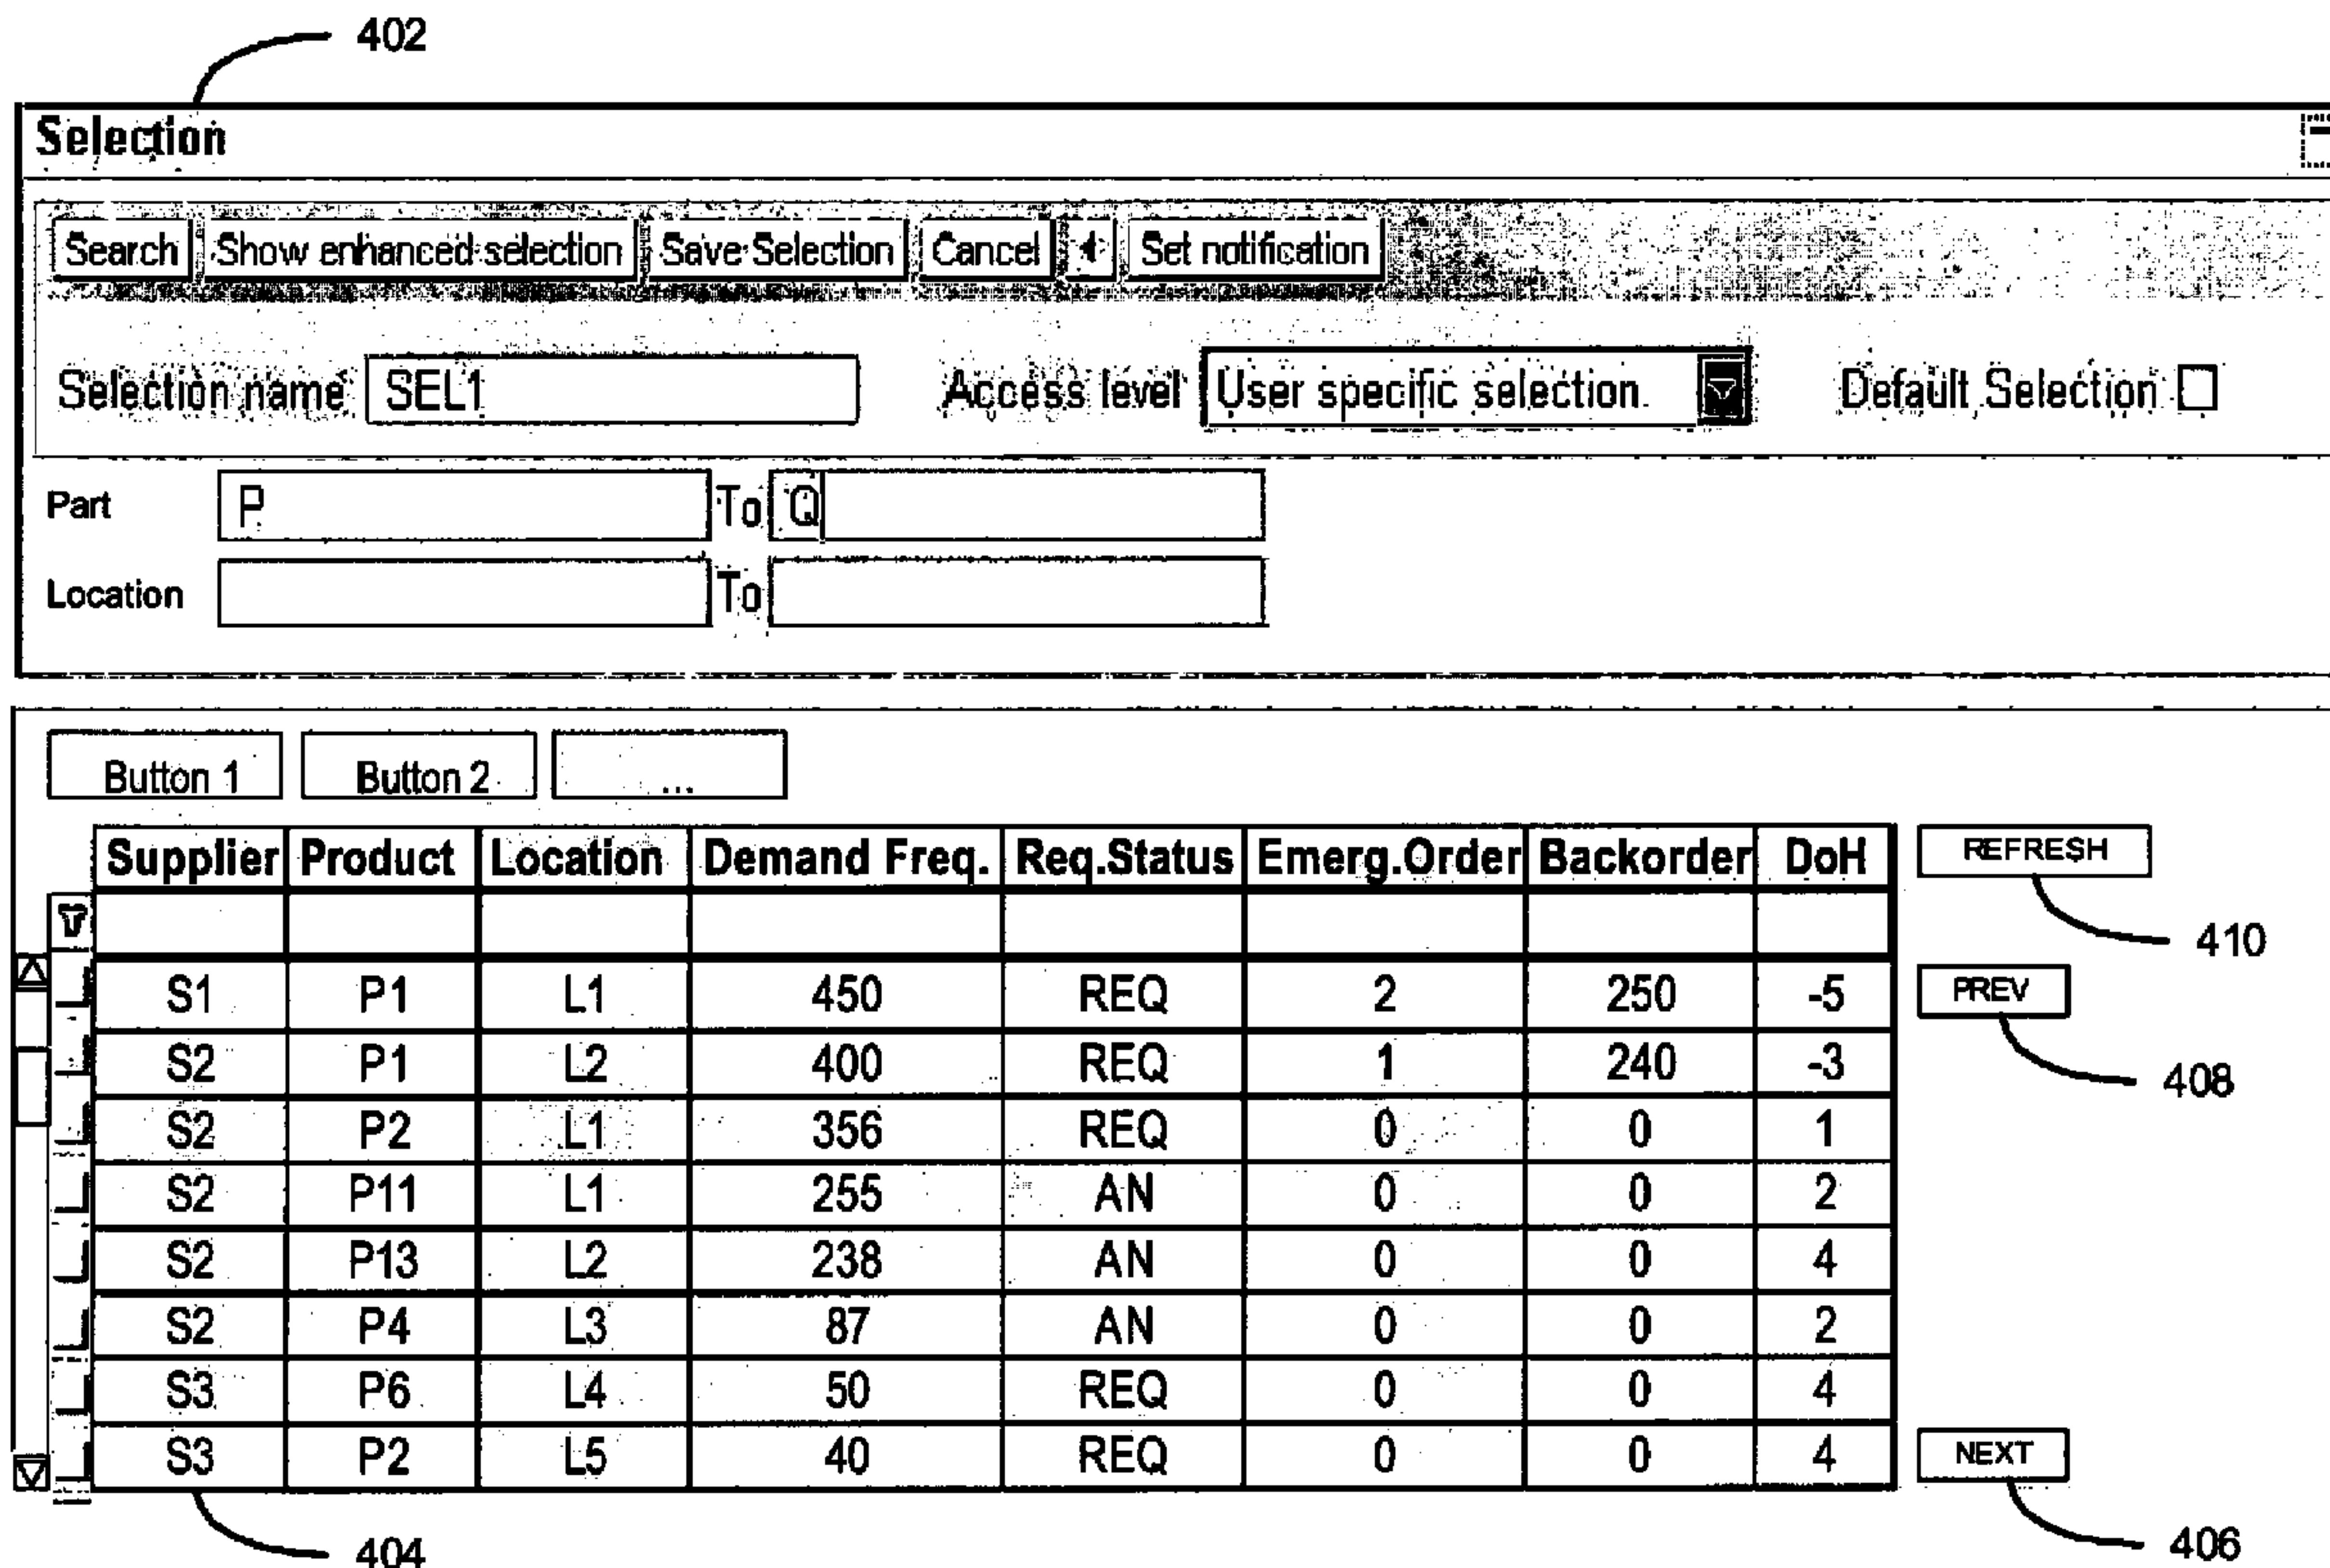 402
Selection
Search Show enhanced selection Save Selection Cancel Set notification
Selection name SEL1 Access level User specific selection Default Selection
Part P To Q
Location To
Button 1 Button 2 ...
Supplier Product Location Demand Freq. Req.Status Emerg.Order Backorder DoH REFRESH
410
S1 P1 L1 450 REQ 2 250 -5 PREV
S2 P1 L2 400 REQ 1 240 -3
408
S2 P2 L1 356 REQ 0 0 1
S2 P11 L1 255 AN 0 0 2
S2 P13 L2 238 AN 0 0 4
S2 P4 L3 87 AN 0 0 2
S3 P6 L4 50 REQ 0 0 4
S3 P2 L5 40 REQ 0 0 4 NEXT
404
406